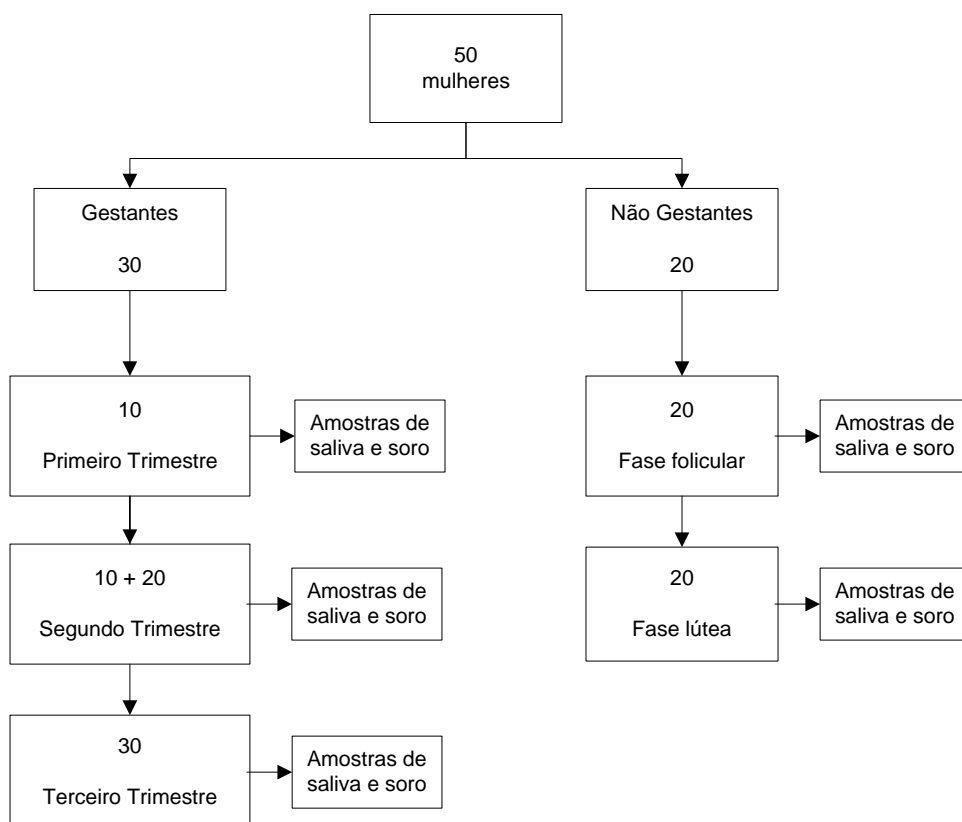 50
mulheres
Gestantes
30
Não Gestantes
20
10
Primeiro Trimestre
Amostras de
saliva e soro
20
Fase folicular
Amostras de
saliva e soro
10 + 20
Segundo Trimestre
Amostras de
saliva e soro
20
Fase lútea
Amostras de
saliva e soro
30
Terceiro Trimestre
Amostras de
saliva e soro